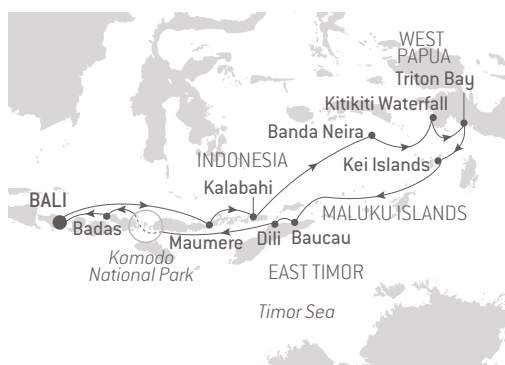 WEST
PAPUA
Triton Bay
Kitikiti Waterfall
Banda Neira
INDONESIA
Kei Islands
Kalabahi
BALI
MALUKU ISLANDS
Badas
Maumere
Dili
Baucau
Komodo
National Park
EAST TIMOR
Timor Sea